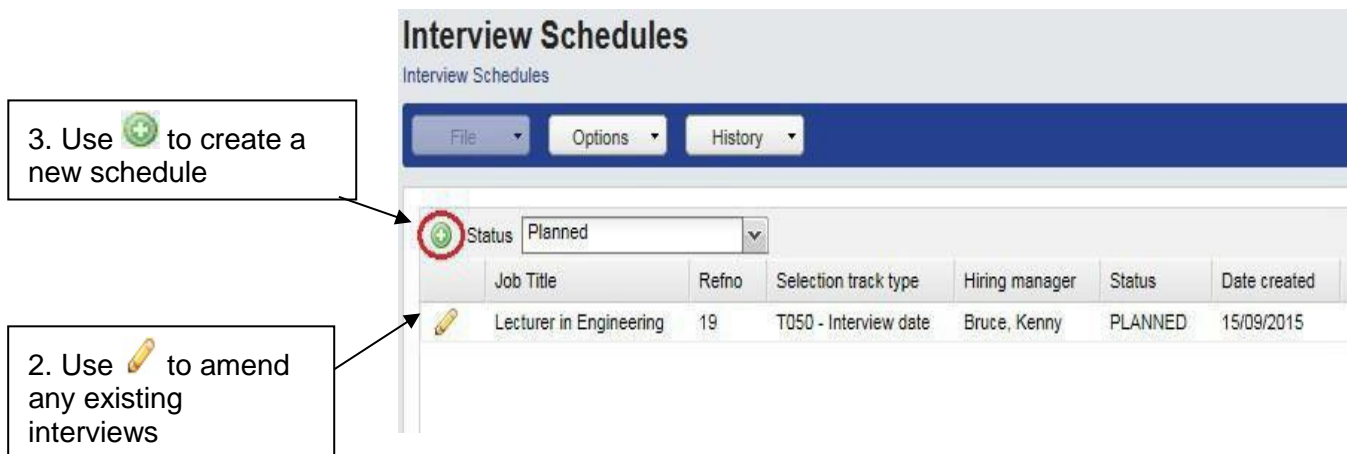 Interview Schedules
Interview Schedules
3. Use to create a
new schedule
File Options History
Status Planned
Job Title Refno Selection track type Hiring manager Status Date created
Lecturer in Engineering 19 T050 - Interview date Bruce, Kenny PLANNED 15/09/2015
2. Use to amend
any existing
interviews